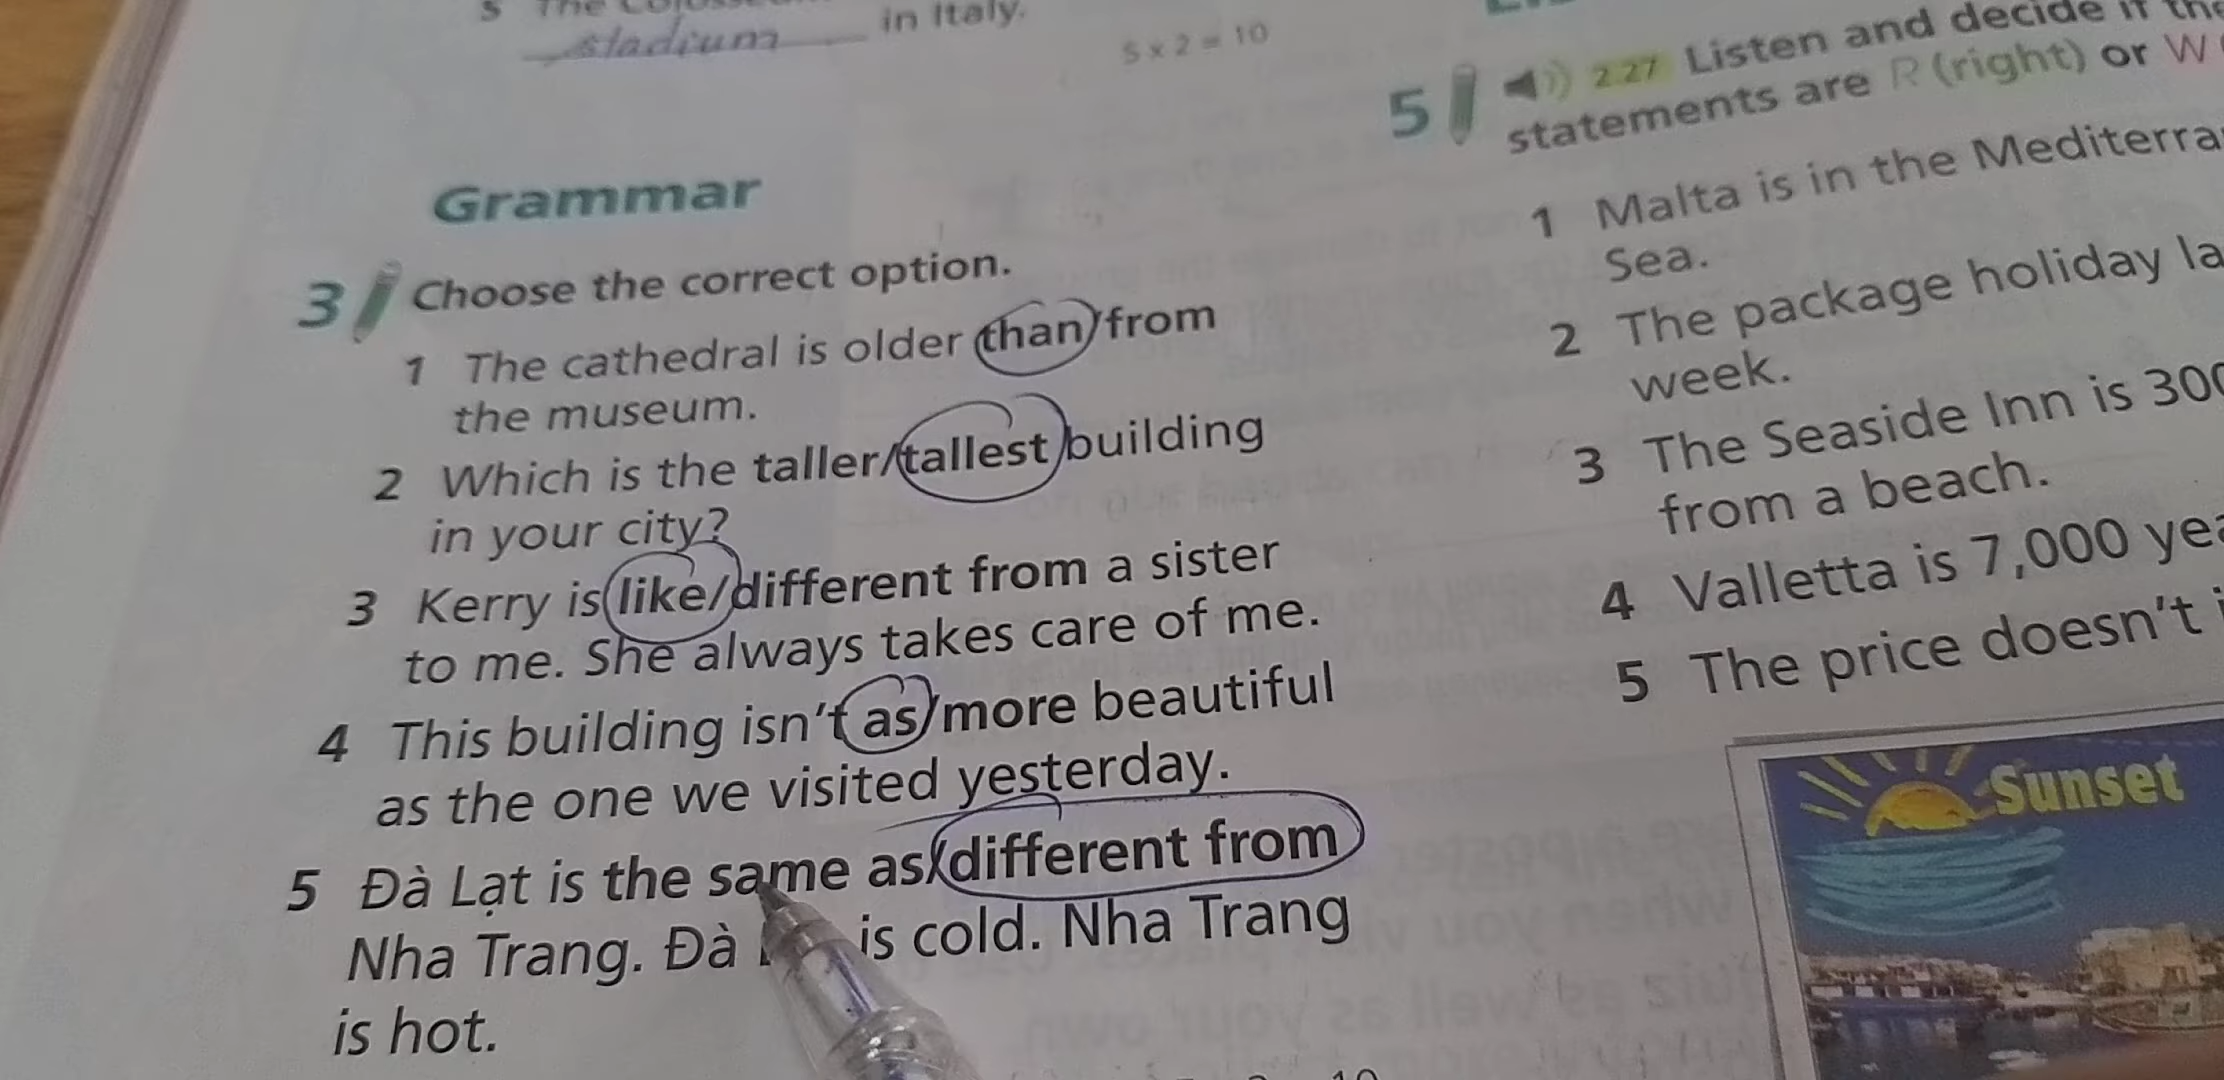 stadium in Italy.
5 x 2 = 10
Grammar
3 Choose the correct option.
1 The cathedral is older than/from
the museum.
2 Which is the taller/tallest building
in your city?
3 Kerry is like/different from a sister
to me. She always takes care of me.
4 This building isn't as/more beautiful
as the one we visited yesterday.
5 Đà Lạt is the same as/different from
Nha Trang. Đà is cold. Nha Trang
is hot.
5 2.27 Listen and decide if
statements are R (right) or W
1 Malta is in the
Sea.
2 The package holiday
week.
3 The Seaside Inn is
from a beach.
4 Valletta is 7,000
5 The price doesn't
Sunset